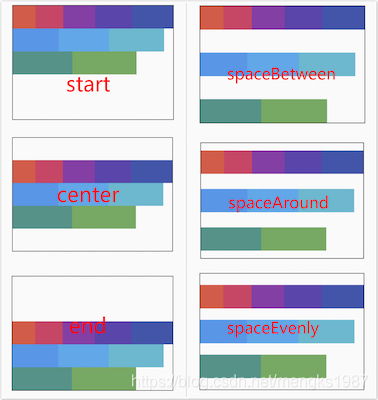 start
spaceBetween
center
spaceAround
end
spaceEvenly
https://blog.csdn.net/mengks1987